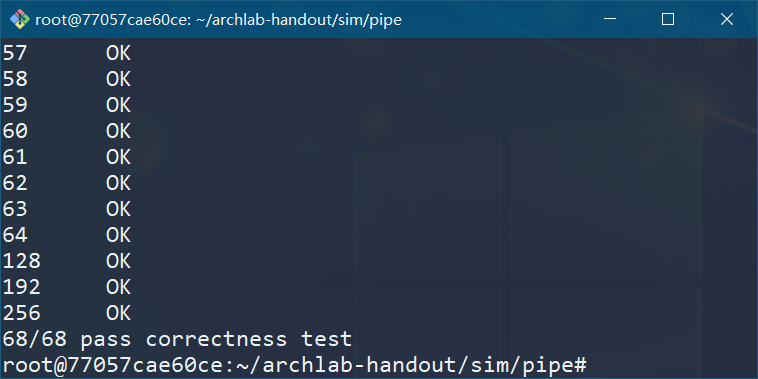 root@77057cae60ce: ~/archlab-handout/sim/pipe
57 OK
58 OK
59 OK
60 OK
61 OK
62 OK
63 OK
64 OK
128 OK
192 OK
256 OK
68/68 pass correctness test
root@77057cae60ce:~/archlab-handout/sim/pipe#